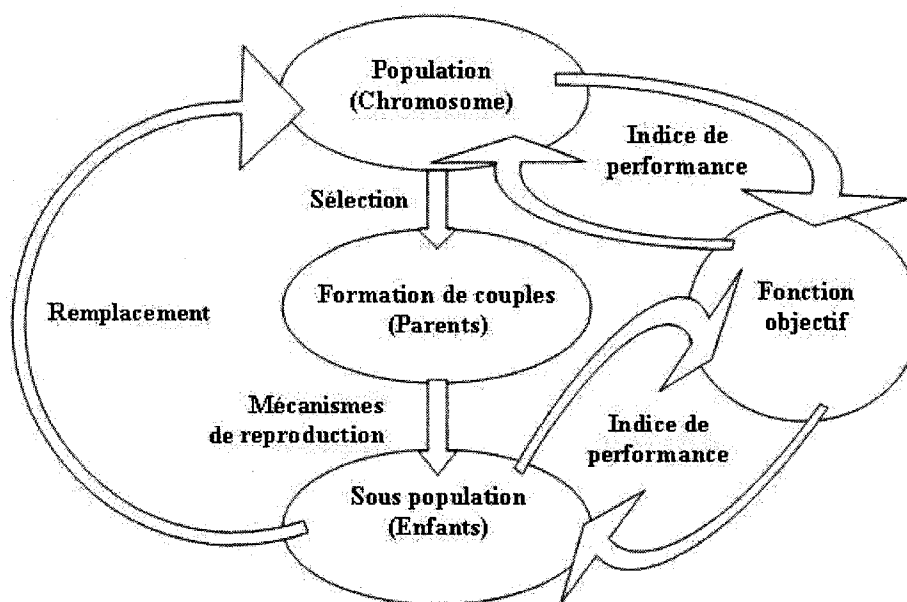 Population
(Chromosome)
Indice de
performance
Sélection
Formation de couples
(Parents)
Fonction
objectif
Remplacement
Mécanismes
de reproduction
Indice de
performance
Sous population
(Enfants)